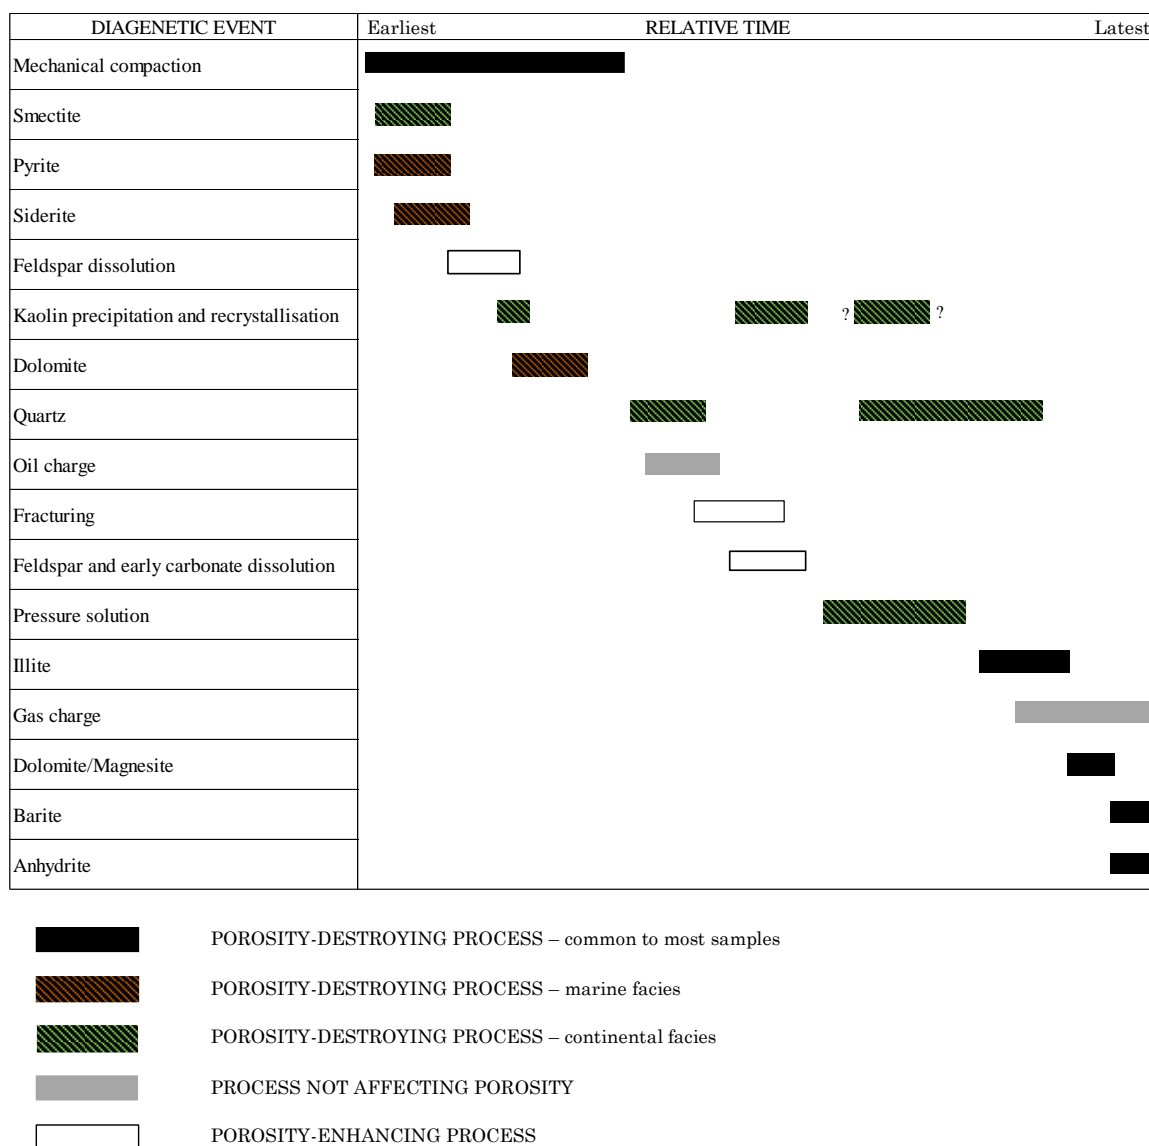 DIAGENETIC EVENT Earliest RELATIVE TIME Latest
Mechanical compaction
Smectite
Pyrite
Siderite
Feldspar dissolution
Kaolin precipitation and recrystallisation ? ?
Dolomite
Quartz
Oil charge
Fracturing
Feldspar and early carbonate dissolution
Pressure solution
Illite
Gas charge
Dolomite/Magnesite
Barite
Anhydrite
POROSITY-DESTROYING PROCESS – common to most samples
POROSITY-DESTROYING PROCESS – marine facies
POROSITY-DESTROYING PROCESS – continental facies
PROCESS NOT AFFECTING POROSITY
POROSITY-ENHANCING PROCESS